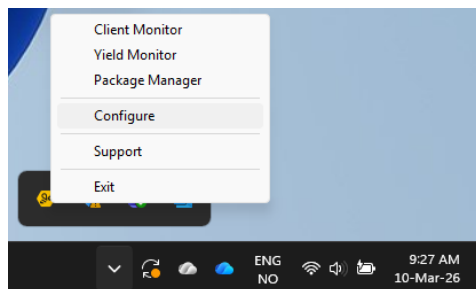 Client Monitor
Yield Monitor
Package Manager
Configure
Support
Exit
ENG
NO
9:27 AM
10-Mar-26